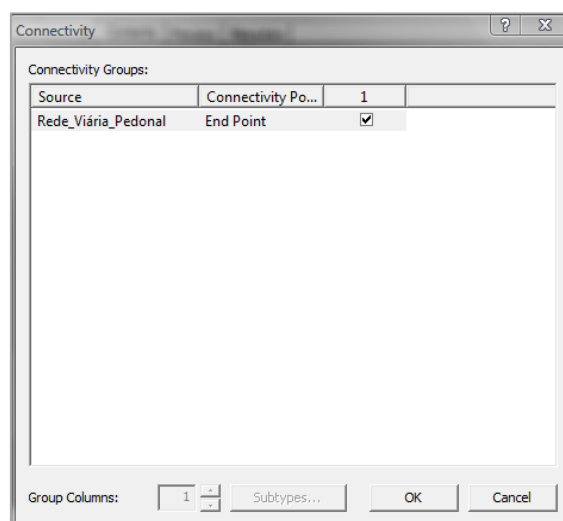 Connectivity
Connectivity Groups:
Source Connectivity Po... 1
Rede_Viária_Pedonal End Point
Group Columns: 1 Subtypes... OK Cancel